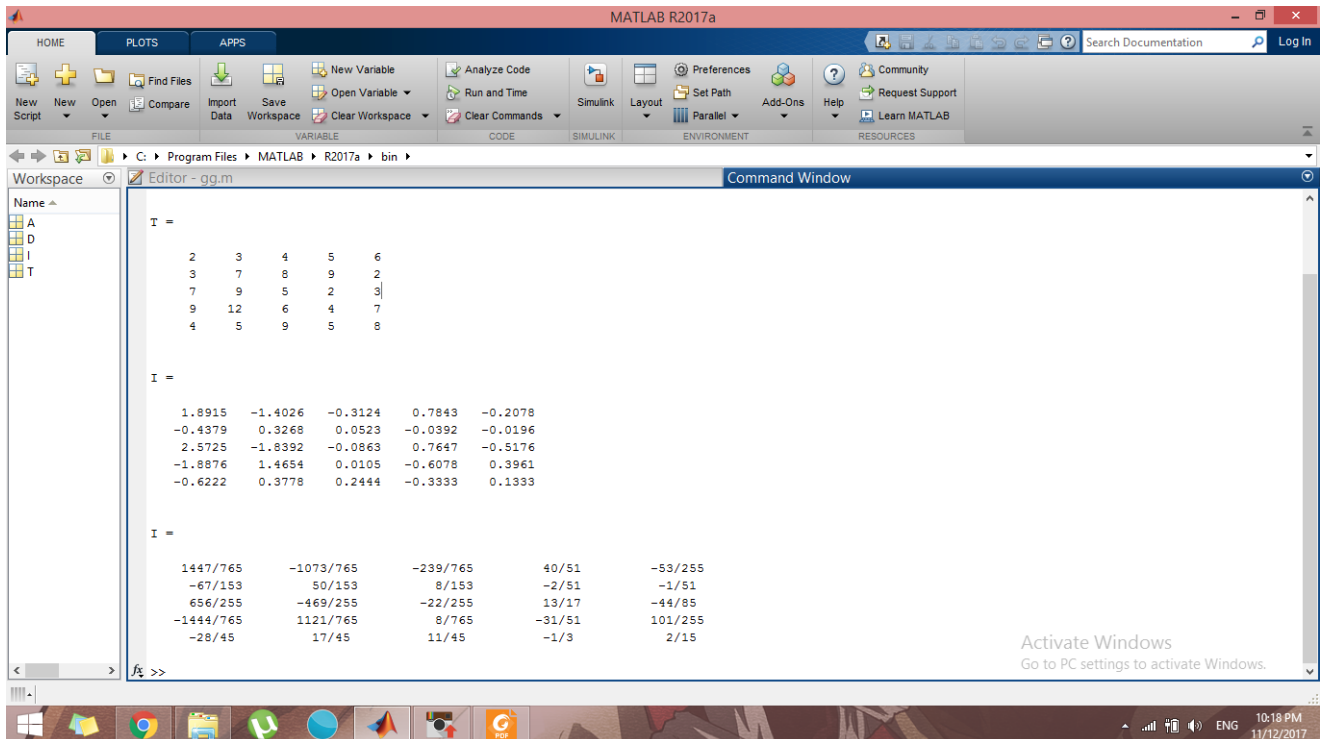 MATLAB R2017a
HOME PLOTS APPS Search Documentation Log In
New Script New Open Find Files Compare Import Data Save Workspace New Variable Open Variable Clear Workspace Analyze Code Run and Time Clear Commands Simulink Layout Preferences Set Path Parallel Add-Ons Help Community Request Support Learn MATLAB
FILE VARIABLE CODE SIMULINK ENVIRONMENT RESOURCES
C: Program Files MATLAB R2017a bin
Workspace Editor - gg.m Command Window
Name
A
D
I
T
T =
2 3 4 5 6
3 7 8 9 2
7 9 5 2 3
9 12 6 4 7
4 5 9 5 8
I =
1.8915 -1.4026 -0.3124 0.7843 -0.2078
-0.4379 0.3268 0.0523 -0.0392 -0.0196
2.5725 -1.8392 -0.0863 0.7647 -0.5176
-1.8876 1.4654 0.0105 -0.6078 0.3961
-0.6222 0.3778 0.2444 -0.3333 0.1333
I =
1447/765 -1073/765 -239/765 40/51 -53/255
-67/153 50/153 8/153 -2/51 -1/51
656/255 -469/255 -22/255 13/17 -44/85
-1444/765 1121/765 8/765 -31/51 101/255
-28/45 17/45 11/45 -1/3 2/15
Activate Windows
Go to PC settings to activate Windows.
fx >>
PDF
ENG 10:18 PM
11/12/2017